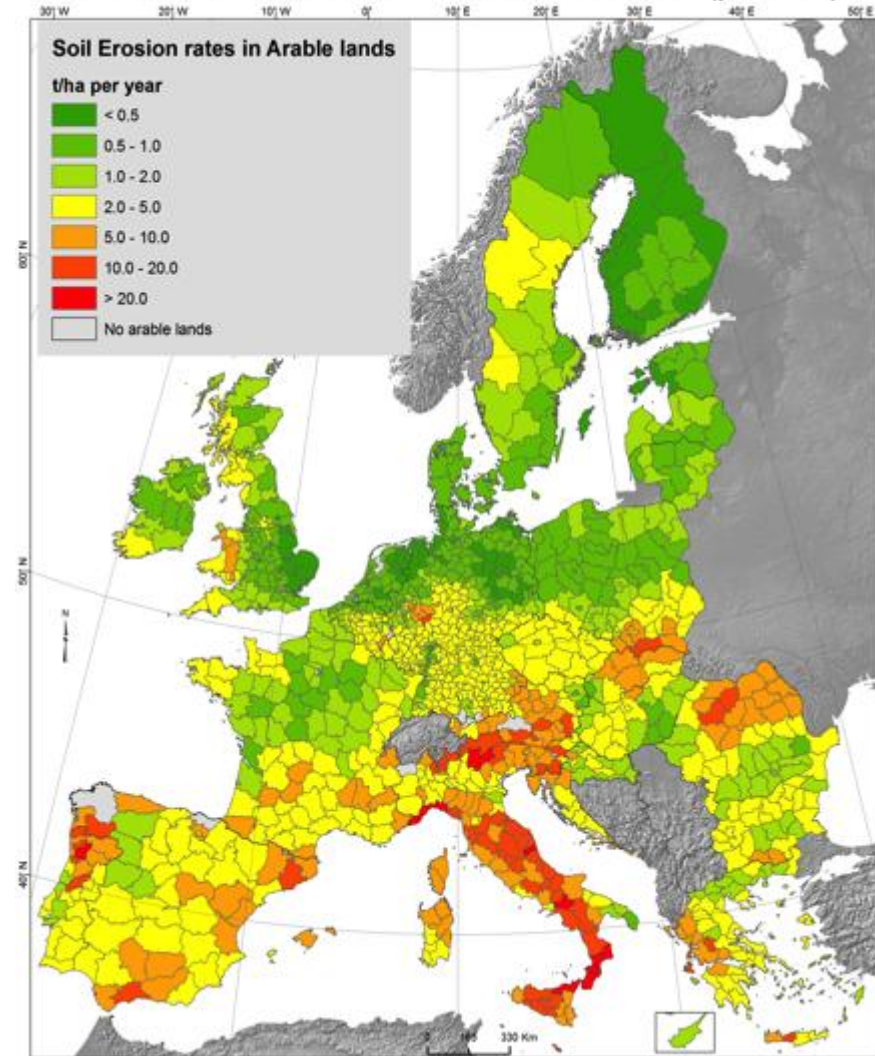 30°W 20°W 10°W 0° 10°E 20°E 30°E 40°E 50°E
Soil Erosion rates in Arable lands
t/ha per year
< 0.5
0.5 - 1.0
1.0 - 2.0
2.0 - 5.0
5.0 - 10.0
10.0 - 20.0
> 20.0
No arable lands
60°N
50°N
N
40°N
0 165 330 Km